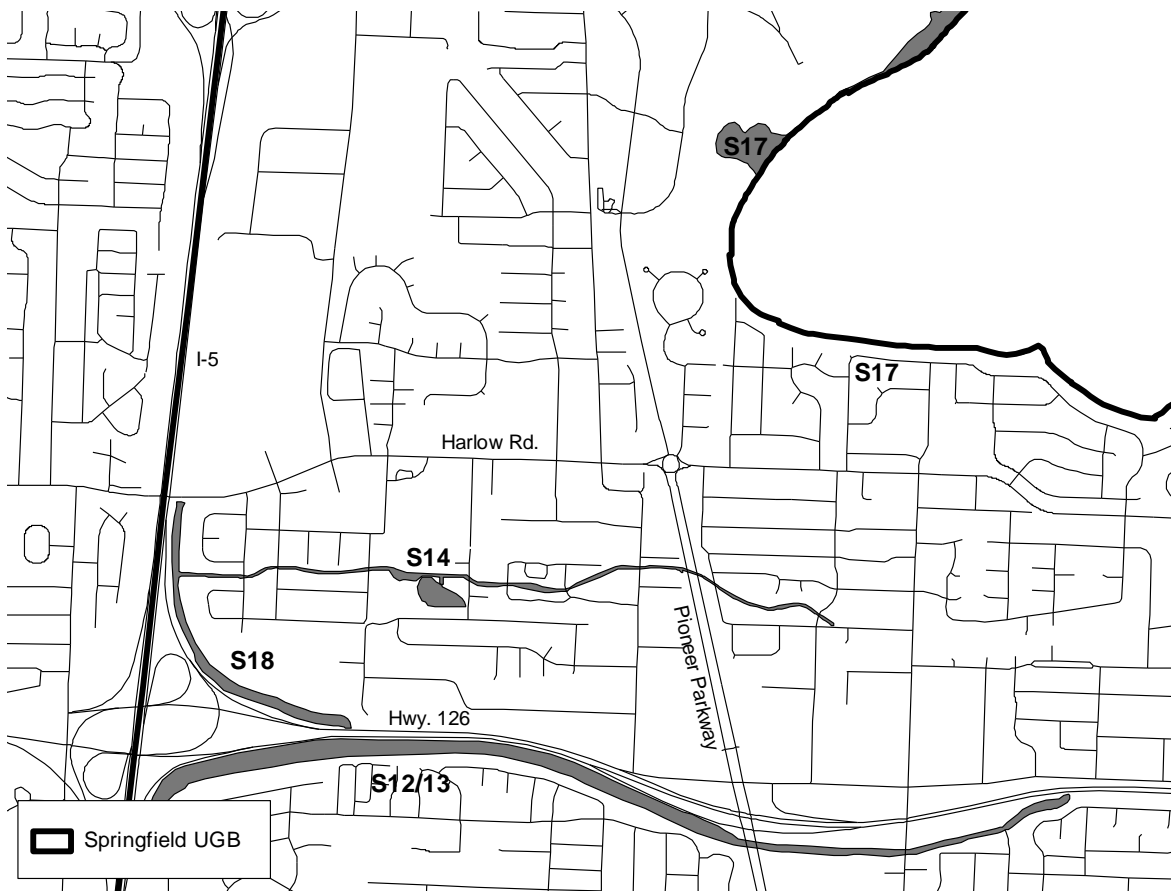 S17
I-5
S17
Harlow Rd.
S14
Pioneer Parkway
S18
Hwy. 126
S12/13
Springfield UGB